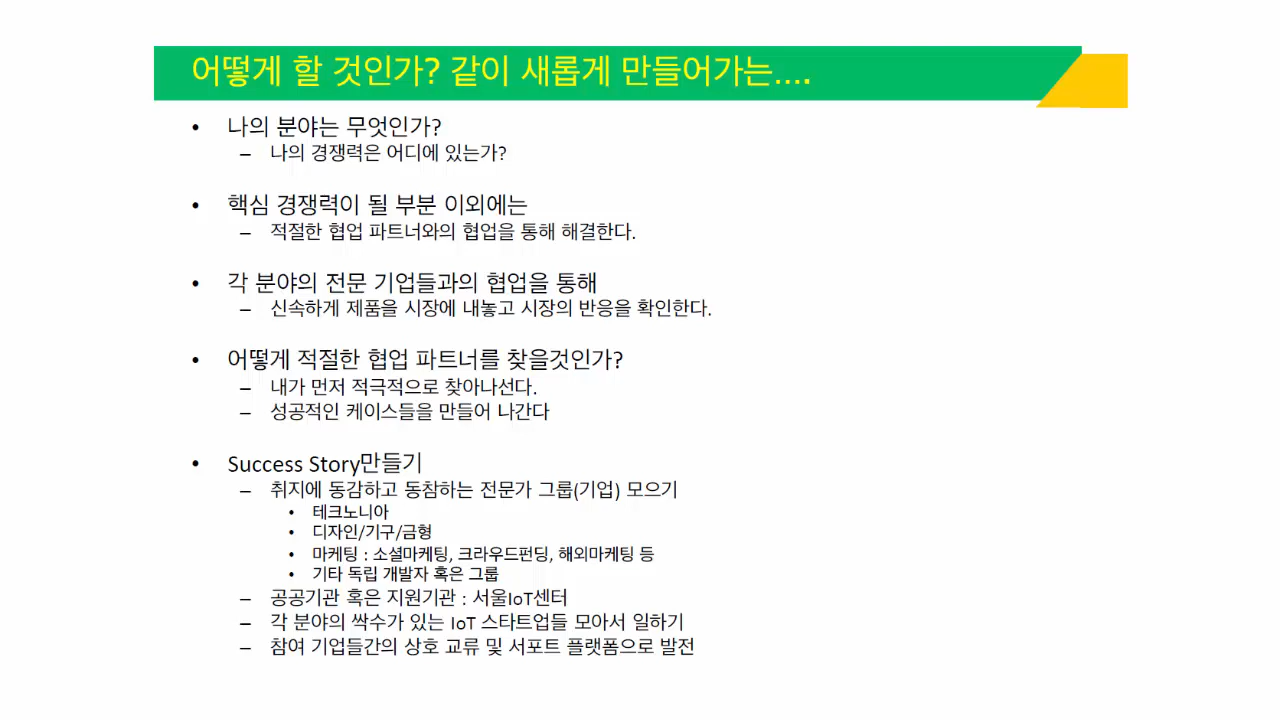 어떻게 할 것인가? 같이 새롭게 만들어가는....
• 나의 분야는 무엇인가?
– 나의 경쟁력은 어디에 있는가?
• 핵심 경쟁력이 될 부분 이외에는
– 적절한 협업 파트너와의 협업을 통해 해결한다.
• 각 분야의 전문 기업들과의 협업을 통해
– 신속하게 제품을 시장에 내놓고 시장의 반응을 확인한다.
• 어떻게 적절한 협업 파트너를 찾을것인가?
– 내가 먼저 적극적으로 찾아나선다.
– 성공적인 케이스들을 만들어 나간다
• Success Story만들기
– 취지에 동감하고 동참하는 전문가 그룹(기업) 모으기
• 테크노니아
• 디자인/기구/금형
• 마케팅 : 소셜마케팅, 크라우드펀딩, 해외마케팅 등
• 기타 독립 개발자 혹은 그룹
– 공공기관 혹은 지원기관 : 서울IoT센터
– 각 분야의 싹수가 있는 IoT 스타트업들 모아서 일하기
– 참여 기업들간의 상호 교류 및 서포트 플랫폼으로 발전